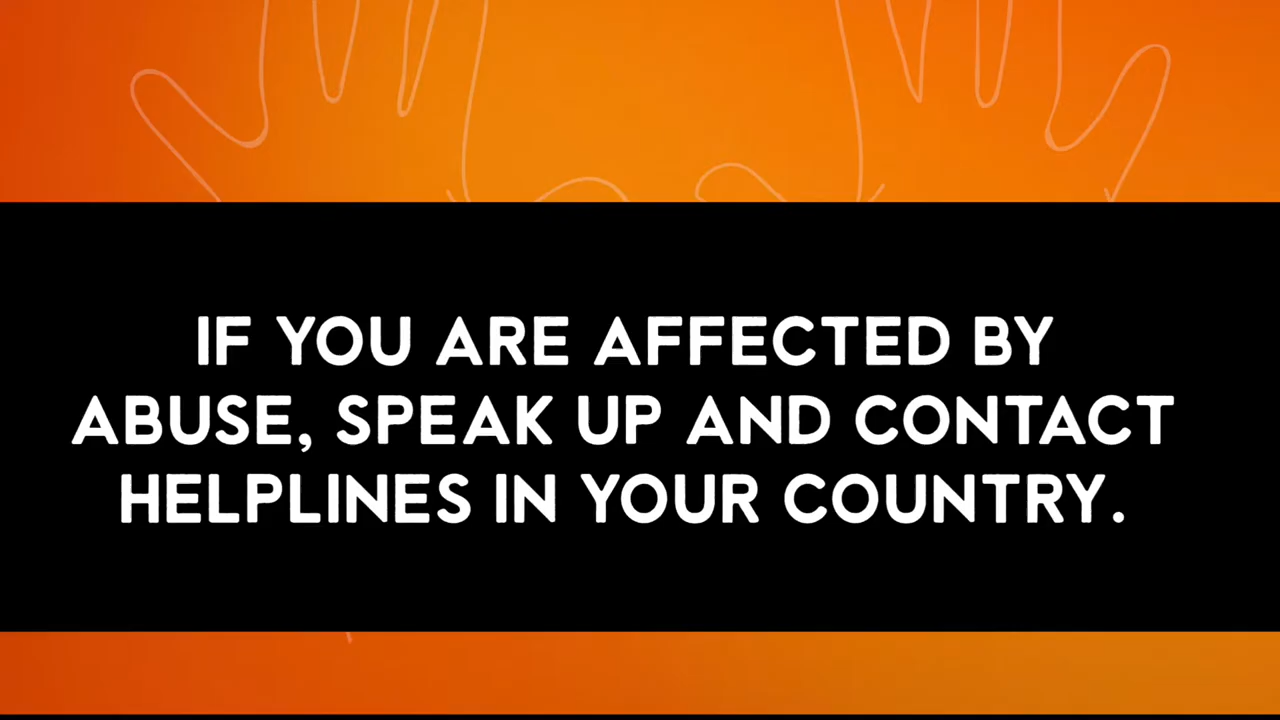 IF YOU ARE AFFECTED BY
ABUSE, SPEAK UP AND CONTACT
HELPLINES IN YOUR COUNTRY.